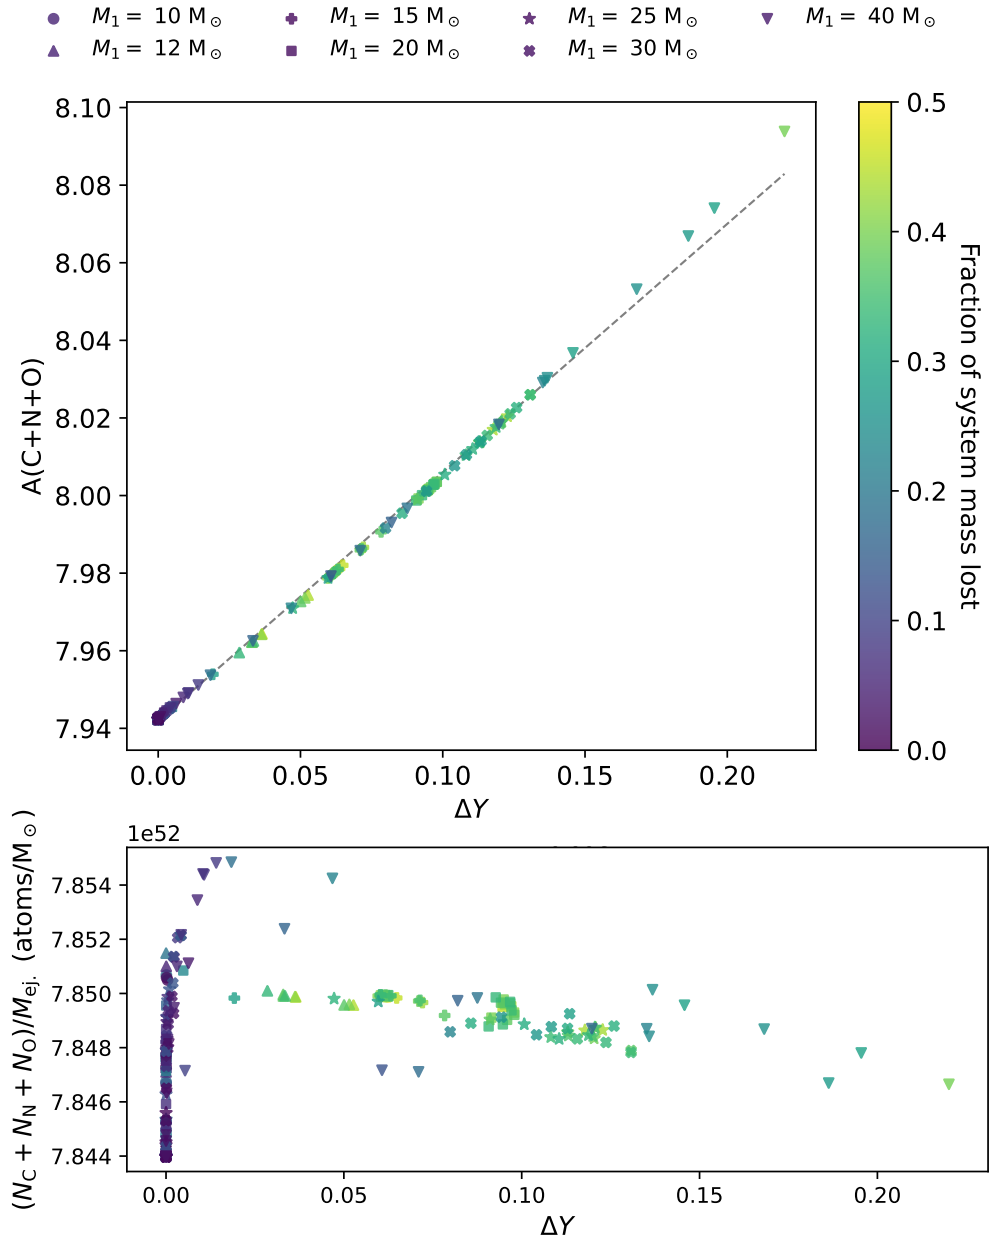 M₁ = 10 M⊙ M₁ = 15 M⊙ M₁ = 25 M⊙ M₁ = 40 M⊙
M₁ = 12 M⊙ M₁ = 20 M⊙ M₁ = 30 M⊙
A(C+N+O)
8.10
8.08
8.06
8.04
8.02
8.00
7.98
7.96
7.94
0.00 0.05 0.10 0.15 0.20
ΔY
0.5
0.4
0.3
0.2
0.1
0.0
Fraction of system mass lost
1e52
(N_C + N_N + N_O)/M_ej. (atoms/M⊙)
7.854
7.852
7.850
7.848
7.846
7.844
0.00 0.05 0.10 0.15 0.20
ΔY